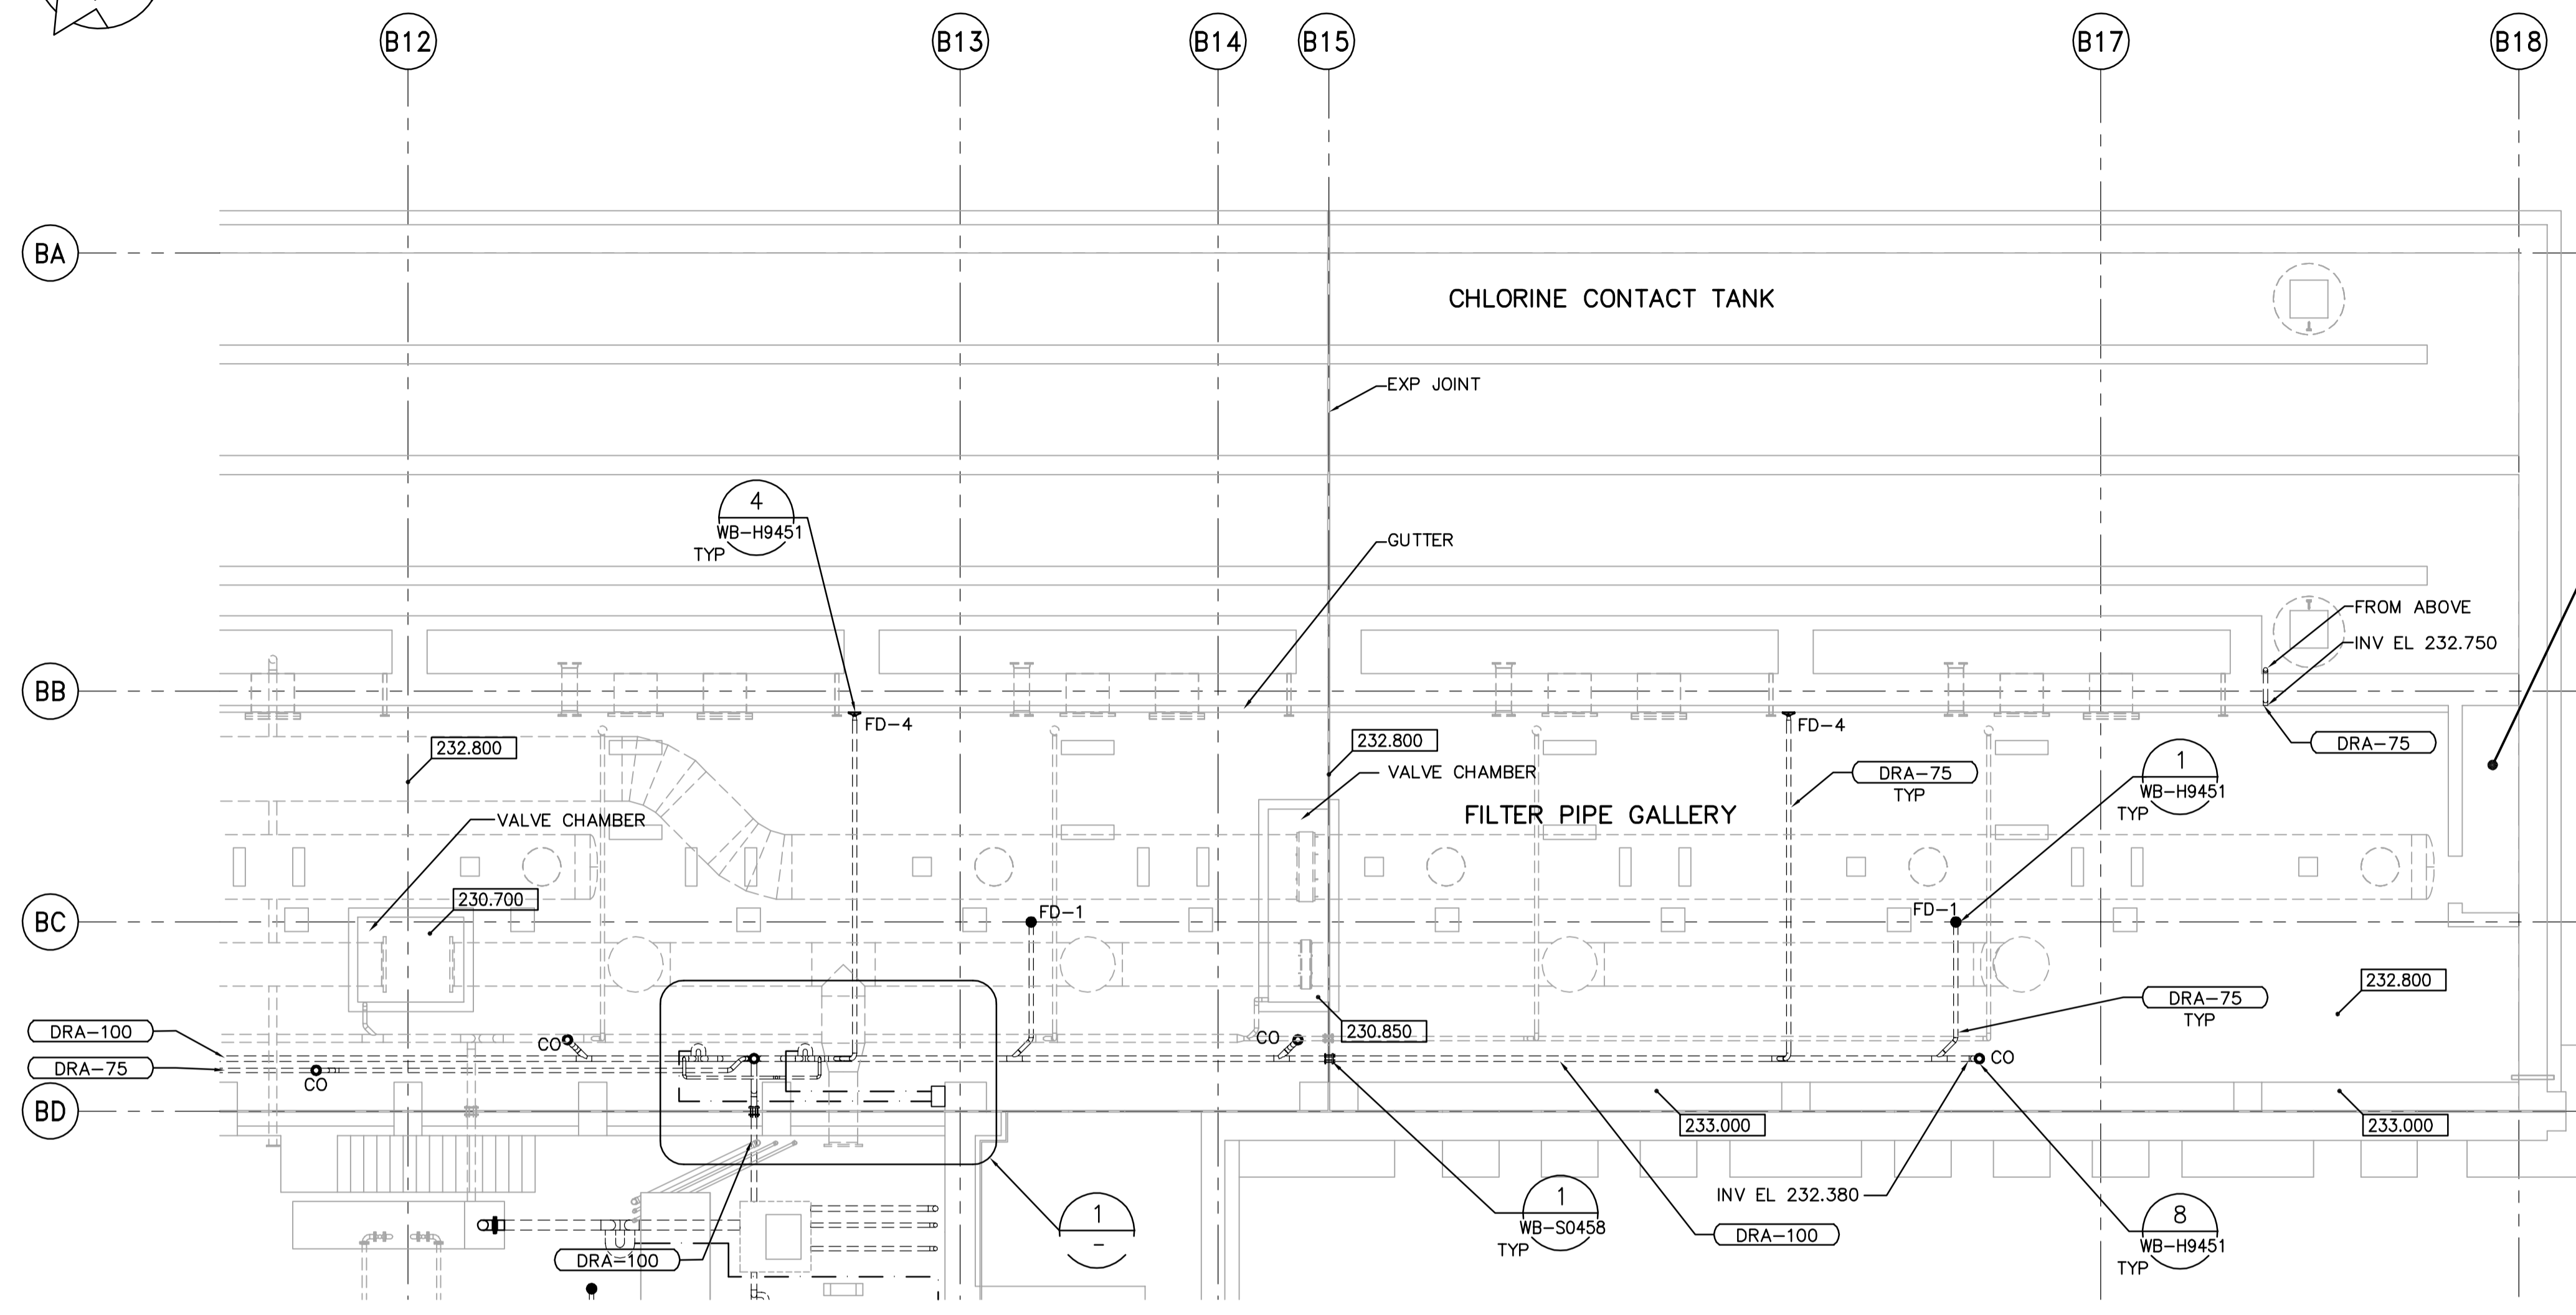 B12
B13
B14
B15
B17
B18
BA
CHLORINE CONTACT TANK
EXP JOINT
4
WB-H9451
TYP
GUTTER
FROM ABOVE
INV EL 232.750
BB
FD-4
FD-4
232.800
232.800
DRA-75
VALVE CHAMBER
DRA-75
TYP
1
WB-H9451
TYP
FILTER PIPE GALLERY
VALVE CHAMBER
230.700
BC
FD-1
FD-1
232.800
DRA-75
TYP
DRA-100
230.850
CO
CO
CO
DRA-75
CO
BD
233.000
233.000
1
-
1
WB-S0458
TYP
INV EL 232.380
DRA-100
8
WB-H9451
TYP
DRA-100